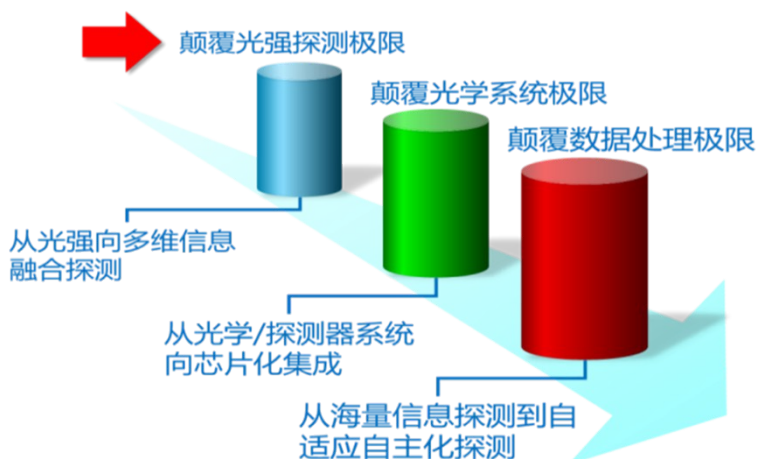 颠覆光强探测极限
颠覆光学系统极限
颠覆数据处理极限
从光强向多维信息
融合探测
从光学/探测器系统
向芯片化集成
从海量信息探测到自
适应自主化探测